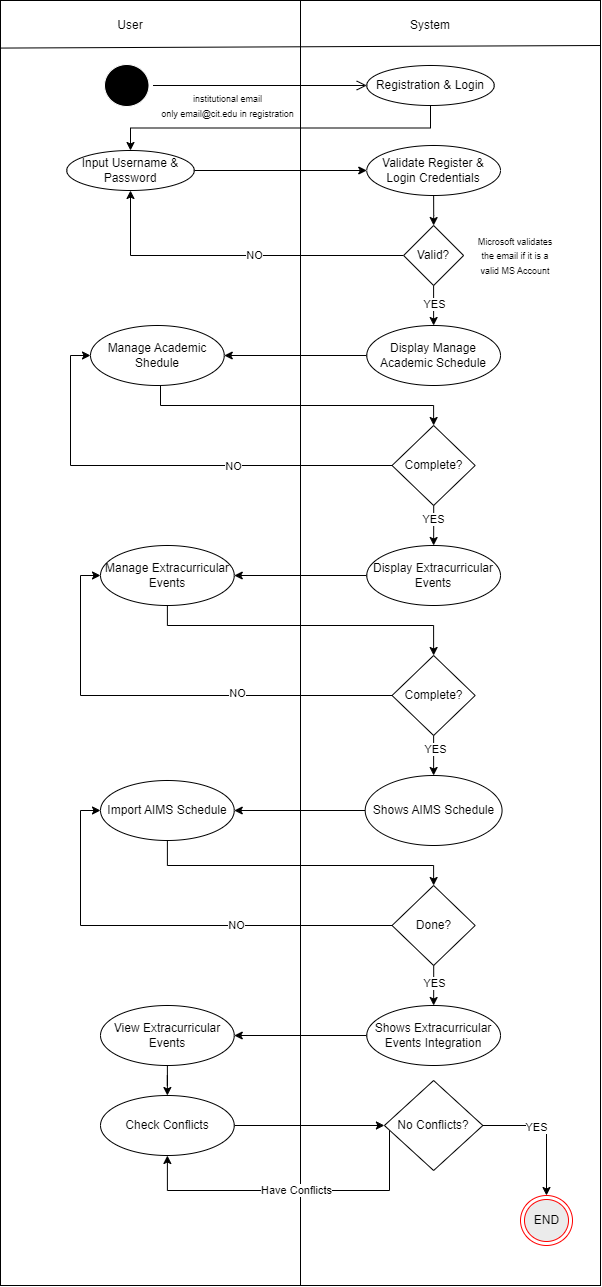 User
System
Registration & Login
institutional email
only email@cit.edu in registration
Input Username &
Password
Validate Register &
Login Credentials
Valid?
NO
Microsoft validates
the email if it is a
valid MS Account
YES
Manage Academic
Shedule
Display Manage
Academic Schedule
Complete?
NO
YES
Manage Extracurricular
Events
Display Extracurricular
Events
Complete?
NO
YES
Import AIMS Schedule
Shows AIMS Schedule
Done?
NO
YES
View Extracurricular
Events
Shows Extracurricular
Events Integration
Check Conflicts
No Conflicts?
YES
Have Conflicts
END